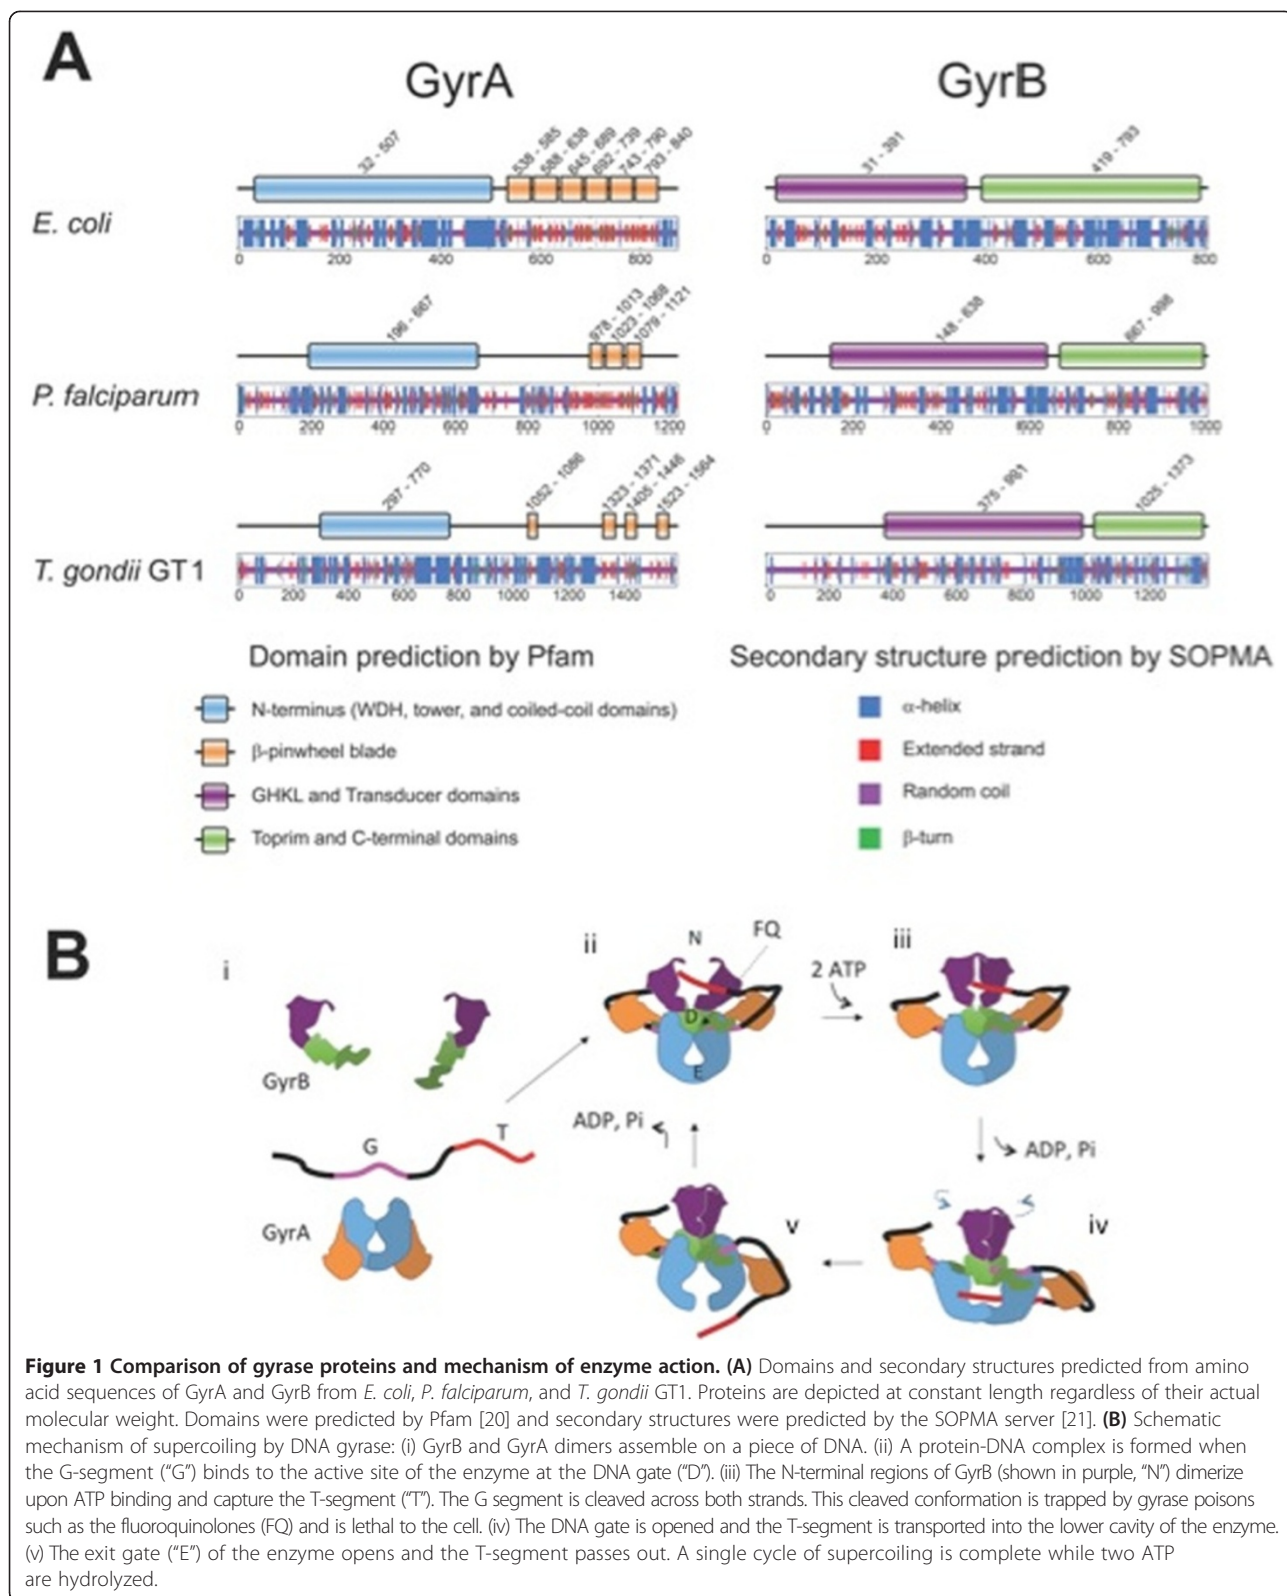 A
GyrA
GyrB
E. coli
32 - 507
538 - 585
588 - 638
645 - 689
692 - 739
743 - 790
793 - 840
31 - 391
419 - 793
0 200 400 600 800
0 200 400 600 800
P. falciparum
196 - 667
978 - 1013
1023 - 1068
1079 - 1121
148 - 638
667 - 998
0 200 400 600 800 1000 1200
0 200 400 600 800 1000
T. gondii GT1
297 - 770
1052 - 1086
1323 - 1371
1405 - 1446
1523 - 1564
375 - 981
1025 - 1373
0 200 400 600 800 1000 1200 1400
0 200 400 600 800 1000 1200
Domain prediction by Pfam
N-terminus (WDH, tower, and coiled-coil domains)
β-pinwheel blade
GHKL and Transducer domains
Toprim and C-terminal domains
Secondary structure prediction by SOPMA
α-helix
Extended strand
Random coil
β-turn
B
i
GyrB
G
T
GyrA
ii
N
FQ
D
E
2 ATP
iii
ADP, Pi
iv
v
ADP, Pi
Figure 1 Comparison of gyrase proteins and mechanism of enzyme action. (A) Domains and secondary structures predicted from amino
acid sequences of GyrA and GyrB from E. coli, P. falciparum, and T. gondii GT1. Proteins are depicted at constant length regardless of their actual
molecular weight. Domains were predicted by Pfam [20] and secondary structures were predicted by the SOPMA server [21]. (B) Schematic
mechanism of supercoiling by DNA gyrase: (i) GyrB and GyrA dimers assemble on a piece of DNA. (ii) A protein-DNA complex is formed when
the G-segment (“G”) binds to the active site of the enzyme at the DNA gate (“D”). (iii) The N-terminal regions of GyrB (shown in purple, “N”) dimerize
upon ATP binding and capture the T-segment (“T”). The G segment is cleaved across both strands. This cleaved conformation is trapped by gyrase poisons
such as the fluoroquinolones (FQ) and is lethal to the cell. (iv) The DNA gate is opened and the T-segment is transported into the lower cavity of the enzyme.
(v) The exit gate (“E”) of the enzyme opens and the T-segment passes out. A single cycle of supercoiling is complete while two ATP
are hydrolyzed.